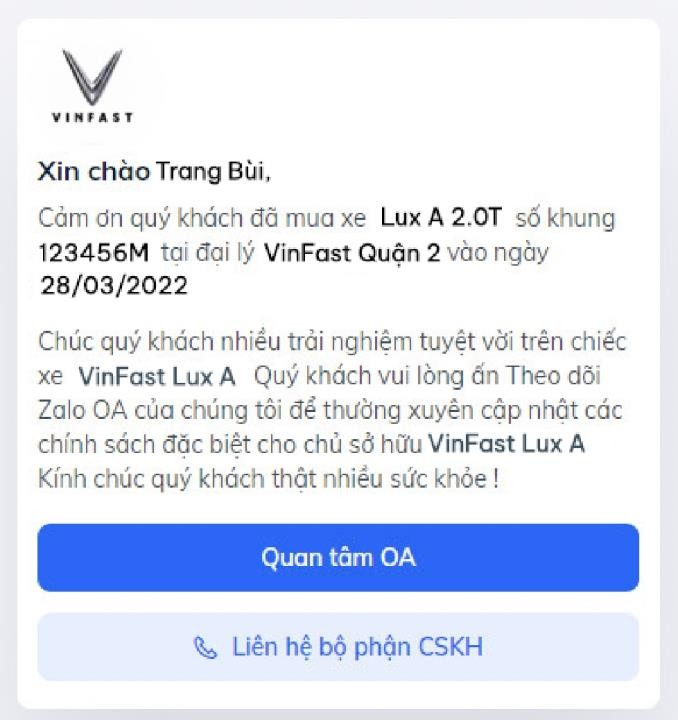 VINFAST
Xin chào Trang Bùi,
Cảm ơn quý khách đã mua xe Lux A 2.0T số khung
123456M tại đại lý VinFast Quận 2 vào ngày
28/03/2022
Chúc quý khách nhiều trải nghiệm tuyệt vời trên chiếc
xe VinFast Lux A Quý khách vui lòng ấn Theo dõi
Zalo OA của chúng tôi để thường xuyên cập nhật các
chính sách đặc biệt cho chủ sở hữu VinFast Lux A
Kính chúc quý khách thật nhiều sức khỏe !
Quan tâm OA
Liên hệ bộ phận CSKH